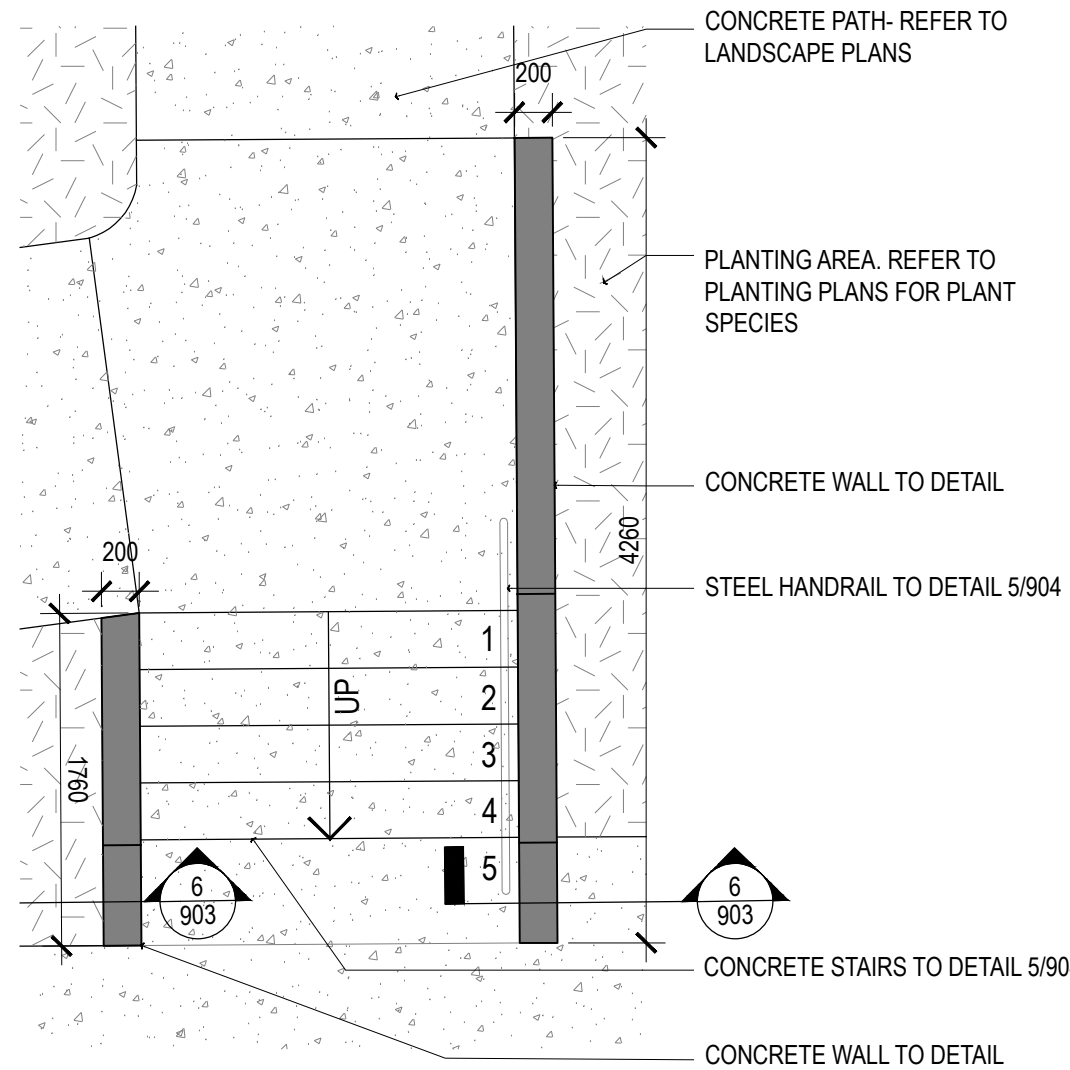 CONCRETE PATH- REFER TO
LANDSCAPE PLANS
200
PLANTING AREA. REFER TO
PLANTING PLANS FOR PLANT
SPECIES
CONCRETE WALL TO DETAIL
4260
200
STEEL HANDRAIL TO DETAIL 5/904
1
UP
2
3
1760
4
5
6
903
6
903
CONCRETE STAIRS TO DETAIL 5/90
CONCRETE WALL TO DETAIL